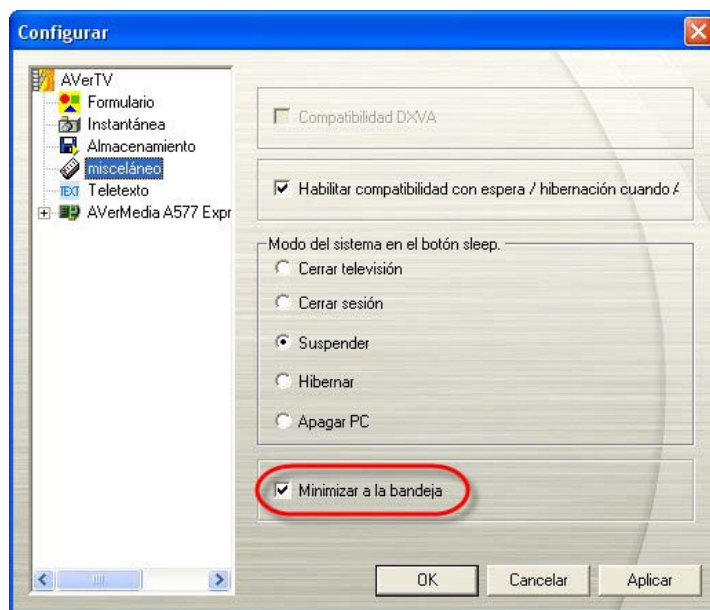 Configurar
AVerTV
Formulario
Instantánea
Almacenamiento
misceláneo
TEXT Teletexto
AVerMedia A577 Expr
Compatibilidad DXVA
Habilitar compatibilidad con espera / hibernación cuando A
Modo del sistema en el botón sleep.
Cerrar televisión
Cerrar sesión
Suspender
Hibernar
Apagar PC
Minimizar a la bandeja
OK
Cancelar
Aplicar